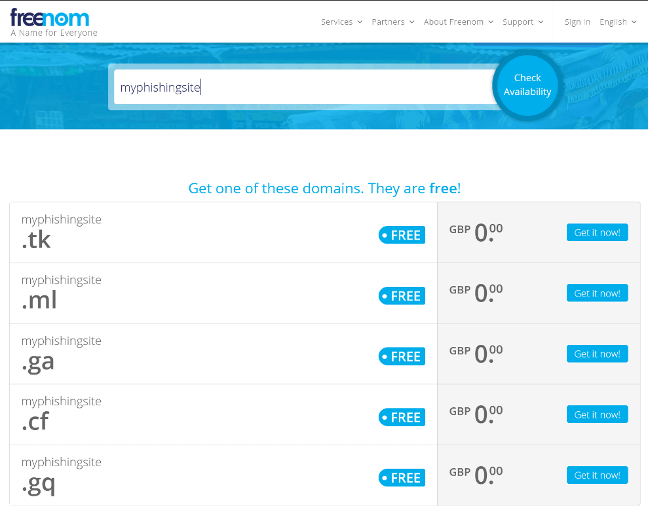 freenom
A Name for Everyone
Services Partners About Freenom Support Sign in English
myphishingsite
Check
Availability
Get one of these domains. They are free!
myphishingsite
.tk
FREE
GBP 0.00
Get it now!
myphishingsite
.ml
FREE
GBP 0.00
Get it now!
myphishingsite
.ga
FREE
GBP 0.00
Get it now!
myphishingsite
.cf
FREE
GBP 0.00
Get it now!
myphishingsite
.gq
FREE
GBP 0.00
Get it now!